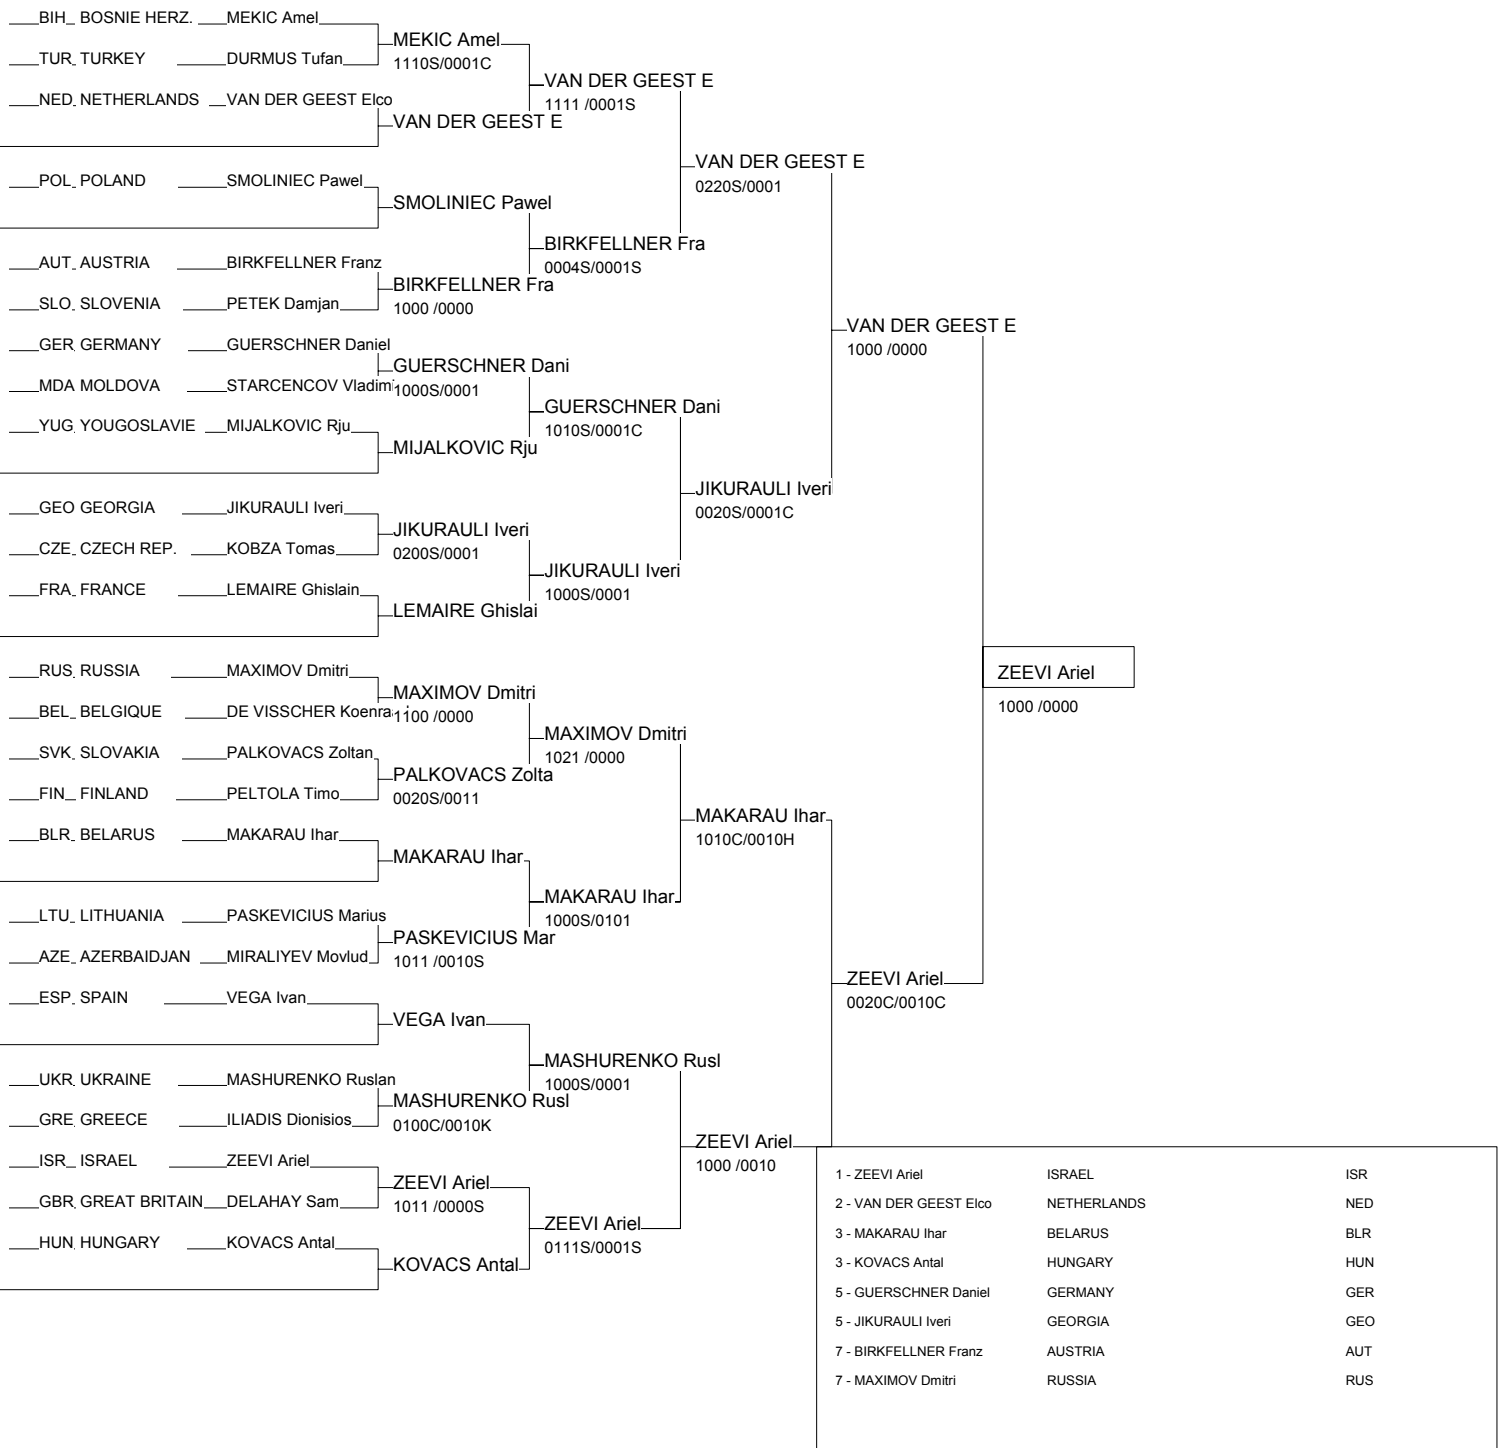 BIH BOSNIE HERZ. MEKIC Amel
TUR TURKEY DURMUS Tufan
NED NETHERLANDS VAN DER GEEST Elco
POL POLAND SMOLINIEC Pawel
AUT AUSTRIA BIRKFELLNER Franz
SLO SLOVENIA PETEK Damjan
GER GERMANY GUERSCHNER Daniel
MDA MOLDOVA STARCENCOV Vladimi
YUG YOUGOSLAVIE MIJALKOVIC Rju
GEO GEORGIA JIKURAULI Iveri
CZE CZECH REP. KOBZA Tomas
FRA FRANCE LEMAIRE Ghislain
RUS RUSSIA MAXIMOV Dmitri
BEL BELGIQUE DE VISSCHER Koenra
SVK SLOVAKIA PALKOVACS Zoltan
FIN FINLAND PELTOLA Timo
BLR BELARUS MAKARAU Ihar
LTU LITHUANIA PASKEVICIUS Marius
AZE AZERBAIDJAN MIRALIYEV Movlud
ESP SPAIN VEGA Ivan
UKR UKRAINE MASHURENKO Ruslan
GRE GREECE ILIADIS Dionisios
ISR ISRAEL ZEEVI Ariel
GBR GREAT BRITAIN DELAHAY Sam
HUN HUNGARY KOVACS Antal
MEKIC Amel
1110S/0001C
VAN DER GEEST E
SMOLINIEC Pawel
BIRKFELLNER Fra
1000 /0000
GUERSCHNER Dani
1000S/0001
MIJALKOVIC Rju
JIKURAULI Iveri
0200S/0001
LEMAIRE Ghislai
MAXIMOV Dmitri
1100 /0000
PALKOVACS Zolta
0020S/0011
MAKARAU Ihar
PASKEVICIUS Mar
1011 /0010S
VEGA Ivan
MASHURENKO Rusl
0100C/0010K
ZEEVI Ariel
1011 /0000S
KOVACS Antal
VAN DER GEEST E
1111 /0001S
BIRKFELLNER Fra
0004S/0001S
GUERSCHNER Dani
1010S/0001C
JIKURAULI Iveri
1000S/0001
MAXIMOV Dmitri
1021 /0000
MAKARAU Ihar
1000S/0101
MASHURENKO Rusl
1000S/0001
ZEEVI Ariel
0111S/0001S
VAN DER GEEST E
0220S/0001
JIKURAULI Iveri
0020S/0001C
MAKARAU Ihar
1010C/0010H
ZEEVI Ariel
1000 /0010
VAN DER GEEST E
1000 /0000
ZEEVI Ariel
0020C/0010C
ZEEVI Ariel
1000 /0000
1 - ZEEVI Ariel ISRAEL ISR
2 - VAN DER GEEST Elco NETHERLANDS NED
3 - MAKARAU Ihar BELARUS BLR
3 - KOVACS Antal HUNGARY HUN
5 - GUERSCHNER Daniel GERMANY GER
5 - JIKURAULI Iveri GEORGIA GEO
7 - BIRKFELLNER Franz AUSTRIA AUT
7 - MAXIMOV Dmitri RUSSIA RUS